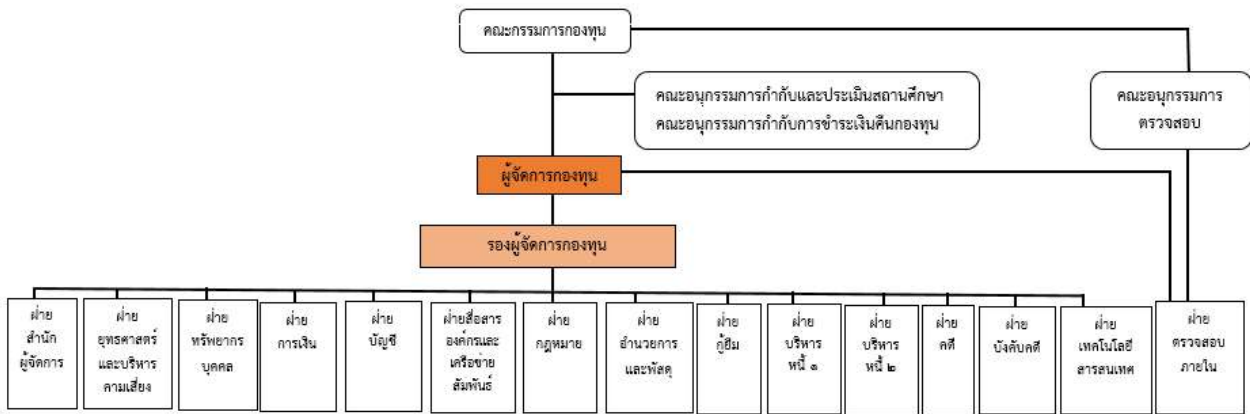 คณะกรรมการกองทุน
คณะอนุกรรมการกำกับและประเมินสถานศึกษา
คณะอนุกรรมการกำกับการชำระเงินคืนกองทุน
คณะอนุกรรมการ
ตรวจสอบ
ผู้จัดการกองทุน
รองผู้จัดการกองทุน
ฝ่าย
สำนัก
ผู้จัดการ
ฝ่าย
ยุทธศาสตร์
และบริหาร
ความเสี่ยง
ฝ่าย
ทรัพยากร
บุคคล
ฝ่าย
การเงิน
ฝ่าย
บัญชี
ฝ่ายสื่อสาร
องค์กรและ
เครือข่าย
สัมพันธ์
ฝ่าย
กฎหมาย
ฝ่าย
อำนวยการ
และพัสดุ
ฝ่าย
กู้ยืม
ฝ่าย
บริหาร
หนี้ ๑
ฝ่าย
บริหาร
หนี้ ๒
ฝ่าย
คดี
ฝ่าย
บังคับคดี
ฝ่าย
เทคโนโลยี
สารสนเทศ
ฝ่าย
ตรวจสอบ
ภายใน